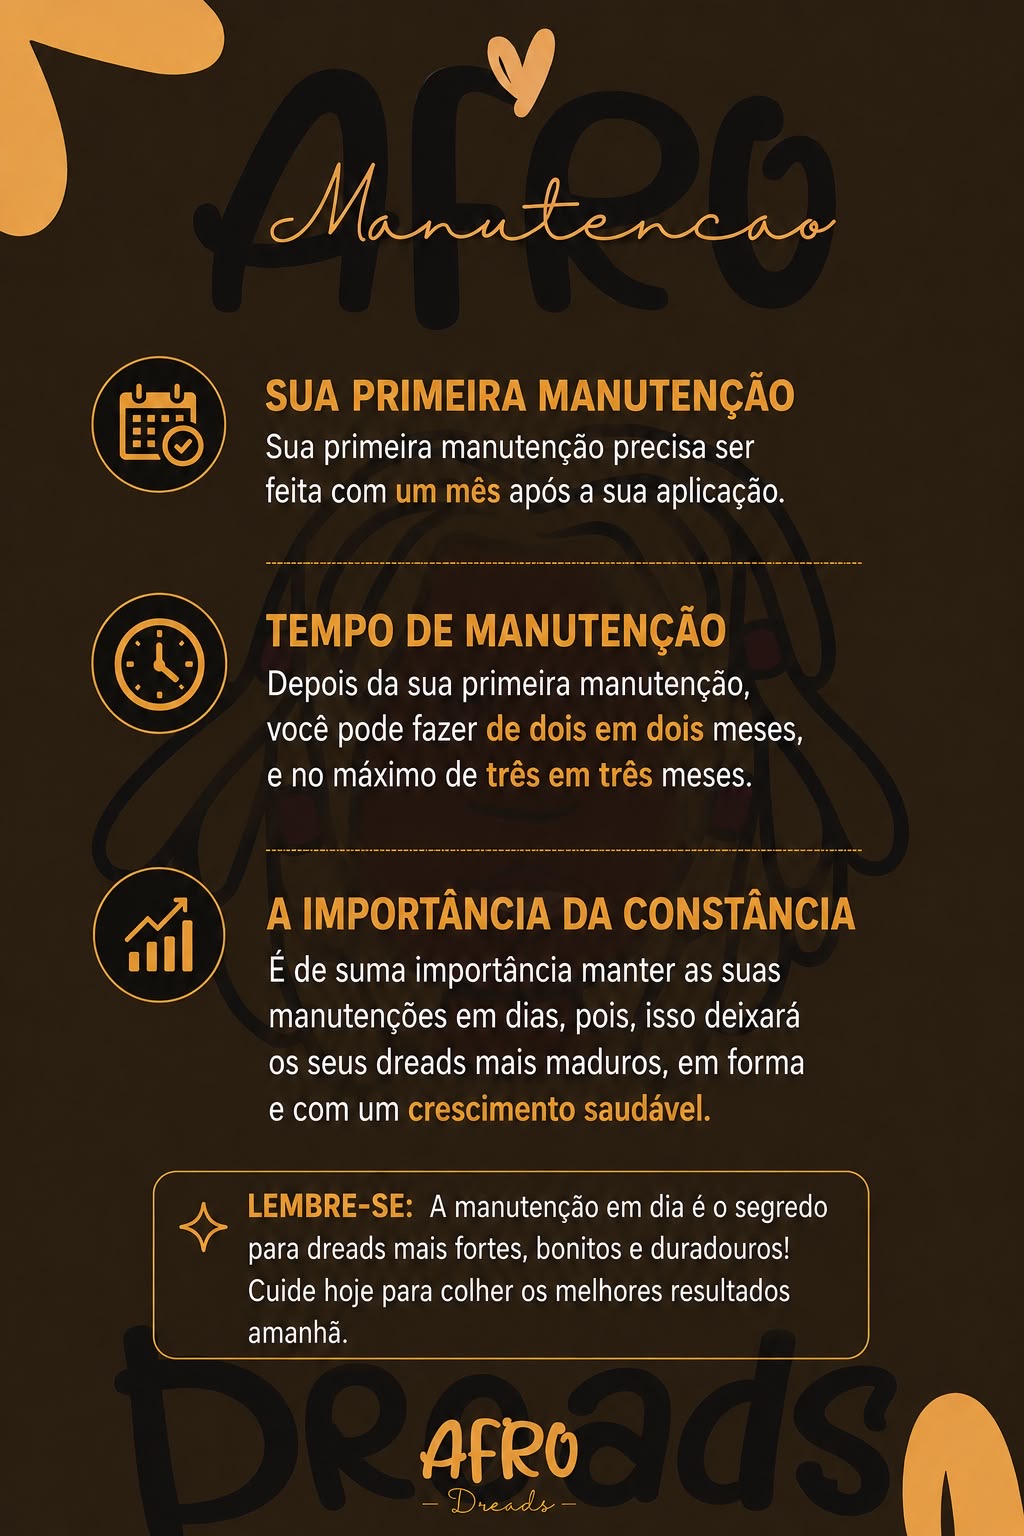 AFRO
Manutencao
SUA PRIMEIRA MANUTENÇÃO
Sua primeira manutenção precisa ser
feita com um mês após a sua aplicação.
TEMPO DE MANUTENÇÃO
Depois da sua primeira manutenção,
você pode fazer de dois em dois meses,
e no máximo de três em três meses.
A IMPORTÂNCIA DA CONSTÂNCIA
É de suma importância manter as suas
manutenções em dias, pois, isso deixará
os seus dreads mais maduros, em forma
e com um crescimento saudável.
LEMBRE-SE: A manutenção em dia é o segredo
para dreads mais fortes, bonitos e duradouros!
Cuide hoje para colher os melhores resultados
amanhã.
Dreads
AFRO
– Dreads –